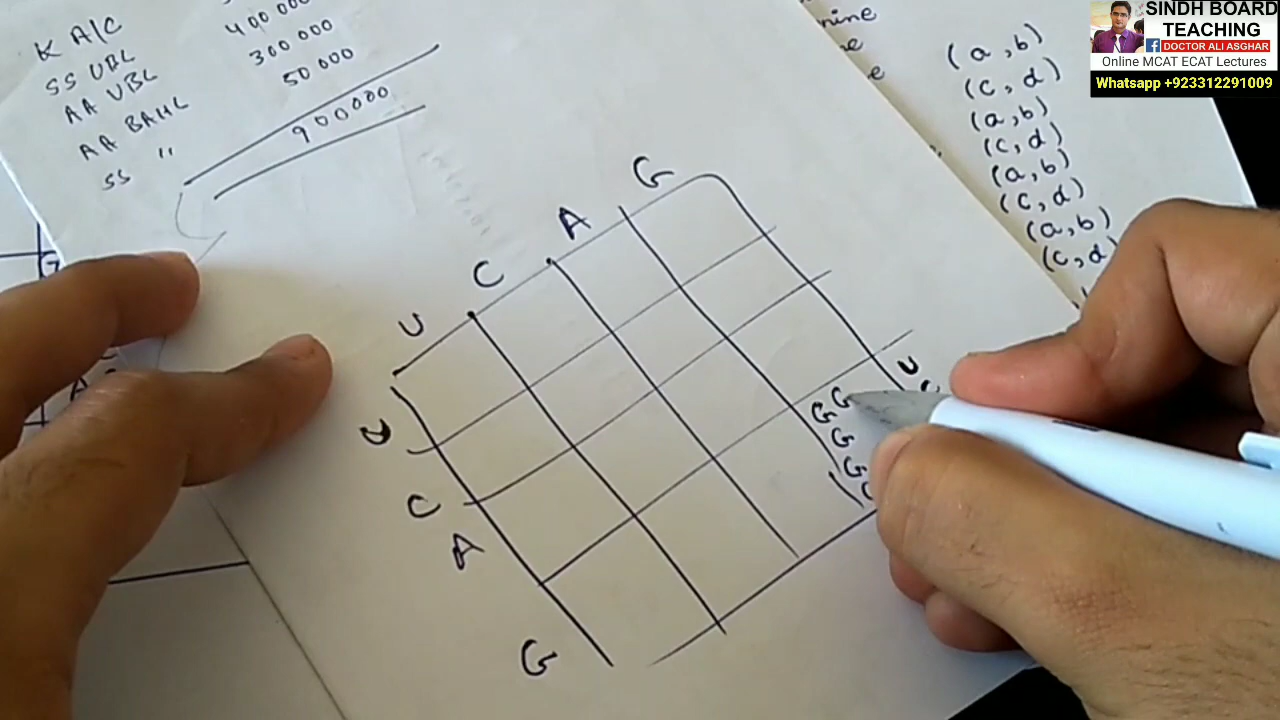 K A/C
SS UBL 400 000
AA UBL 300 000
AA BAHL 50 000
SS "
900000
SINDH BOARD
TEACHING
DOCTOR ALI ASGHAR
Online MCAT ECAT Lectures
Whatsapp +923312291009
nine
(a,b)
(c,d)
(a,b)
(c,d)
(a,b)
(c,d)
(a,b)
(c,d
U C A G
U
C
A
G
U
G
G
G
G